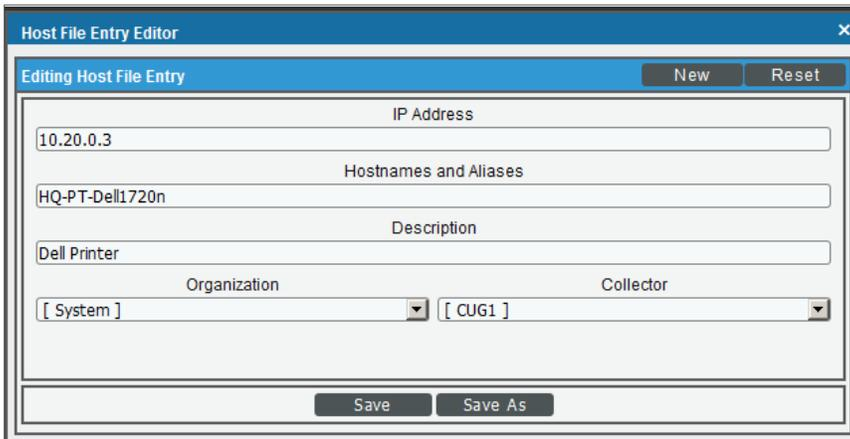 Host File Entry Editor ×
Editing Host File Entry New Reset
IP Address
10.20.0.3
Hostnames and Aliases
HQ-PT-Dell1720n
Description
Dell Printer
Organization Collector
[ System ] [ CUG1 ]
Save Save As